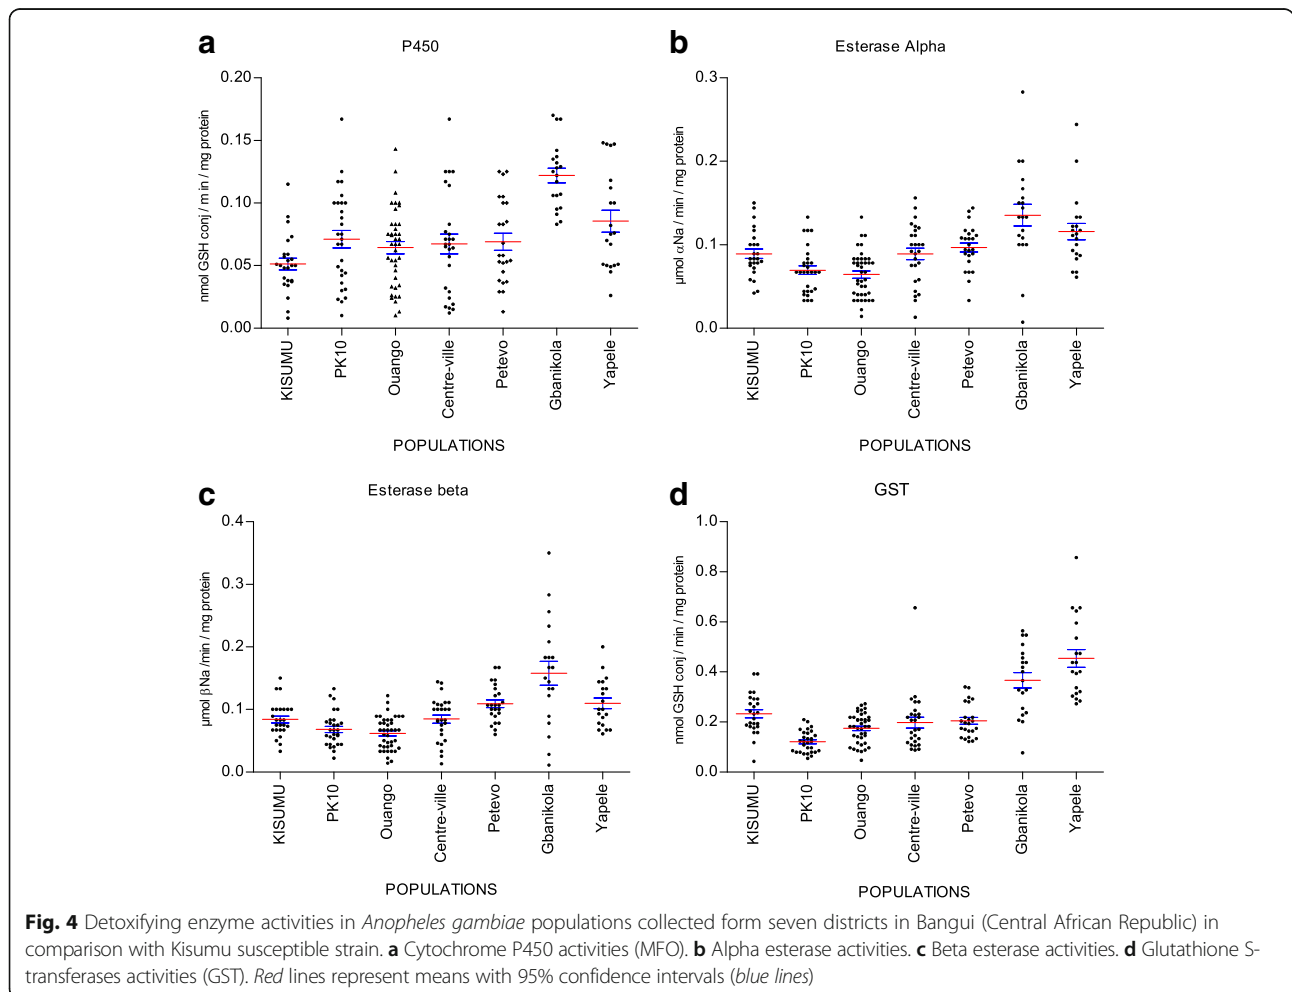 a P450
nmol GSH conj / min / mg protein
0.20
0.15
0.10
0.05
0.00
KISUMU
PK10
Ouango
Centre-ville
Petevo
Gbanikola
Yapele
POPULATIONS
b Esterase Alpha
µmol αNa / min / mg protein
0.3
0.2
0.1
0.0
KISUMU
PK10
Ouango
Centre-ville
Petevo
Gbanikola
Yapele
POPULATIONS
c Esterase beta
µmol βNa /min / mg protein
0.4
0.3
0.2
0.1
0.0
KISUMU
PK10
Ouango
Centre-ville
Petevo
Gbanikola
Yapele
POPULATIONS
d GST
nmol GSH conj / min / mg protein
1.0
0.8
0.6
0.4
0.2
0.0
KISUMU
PK10
Ouango
Centre-ville
Petevo
Gbanikola
Yapele
POPULATIONS
Fig. 4 Detoxifying enzyme activities in Anopheles gambiae populations collected form seven districts in Bangui (Central African Republic) in
comparison with Kisumu susceptible strain. a Cytochrome P450 activities (MFO). b Alpha esterase activities. c Beta esterase activities. d Glutathione S-
transferases activities (GST). Red lines represent means with 95% confidence intervals (blue lines)